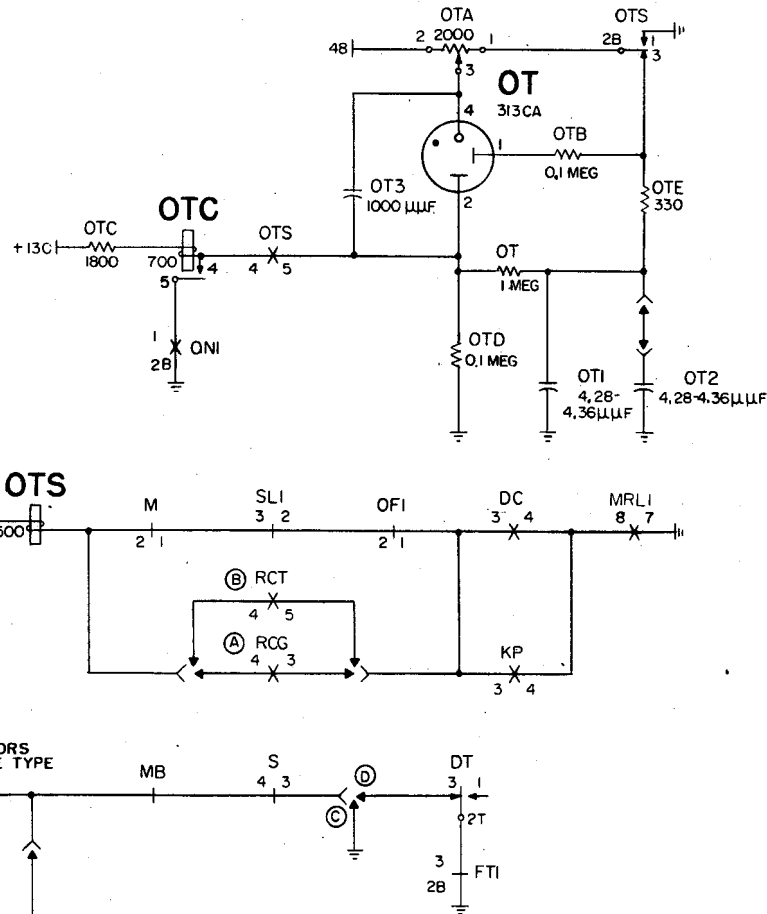 OTA
2000
OTS
48
2
1
2B
1
3
3
OT
313CA
4
1
2
OTB
0.1 MEG
OTE
330
OT3
1000 µµF
OTC
OTC
+130
1800
700
4
OTS
4 5
5
OT
1 MEG
1
2B
ON1
OTD
0.1 MEG
OT1
4.28-
4.36µµF
OT2
4.28-4.36µµF
OTS
M
2 1
SL1
3 2
OF1
2 1
DC
3 4
MRL1
8 7
500
B RCT
4 5
A RCG
4 3
KP
3 4
ORS
E TYPE
MB
S
4 3
D
C
DT
3 1
2T
3
2B
FT1